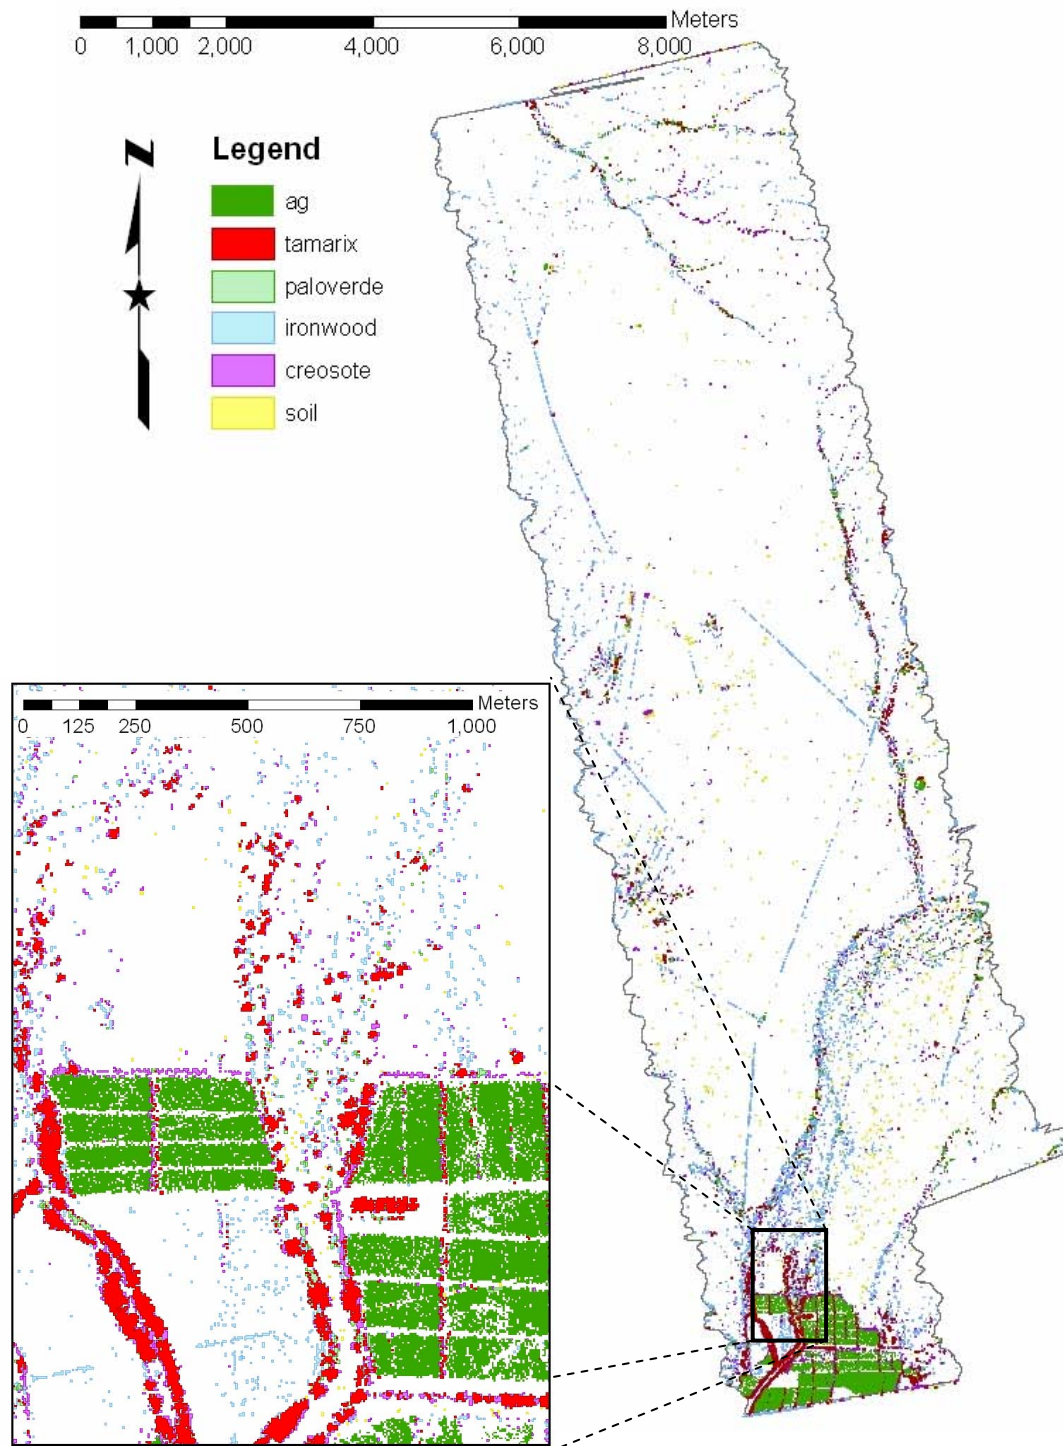 Meters
0 1,000 2,000 4,000 6,000 8,000
N
Legend
ag
tamarix
paloverde
ironwood
creosote
soil
Meters
0 125 250 500 750 1,000